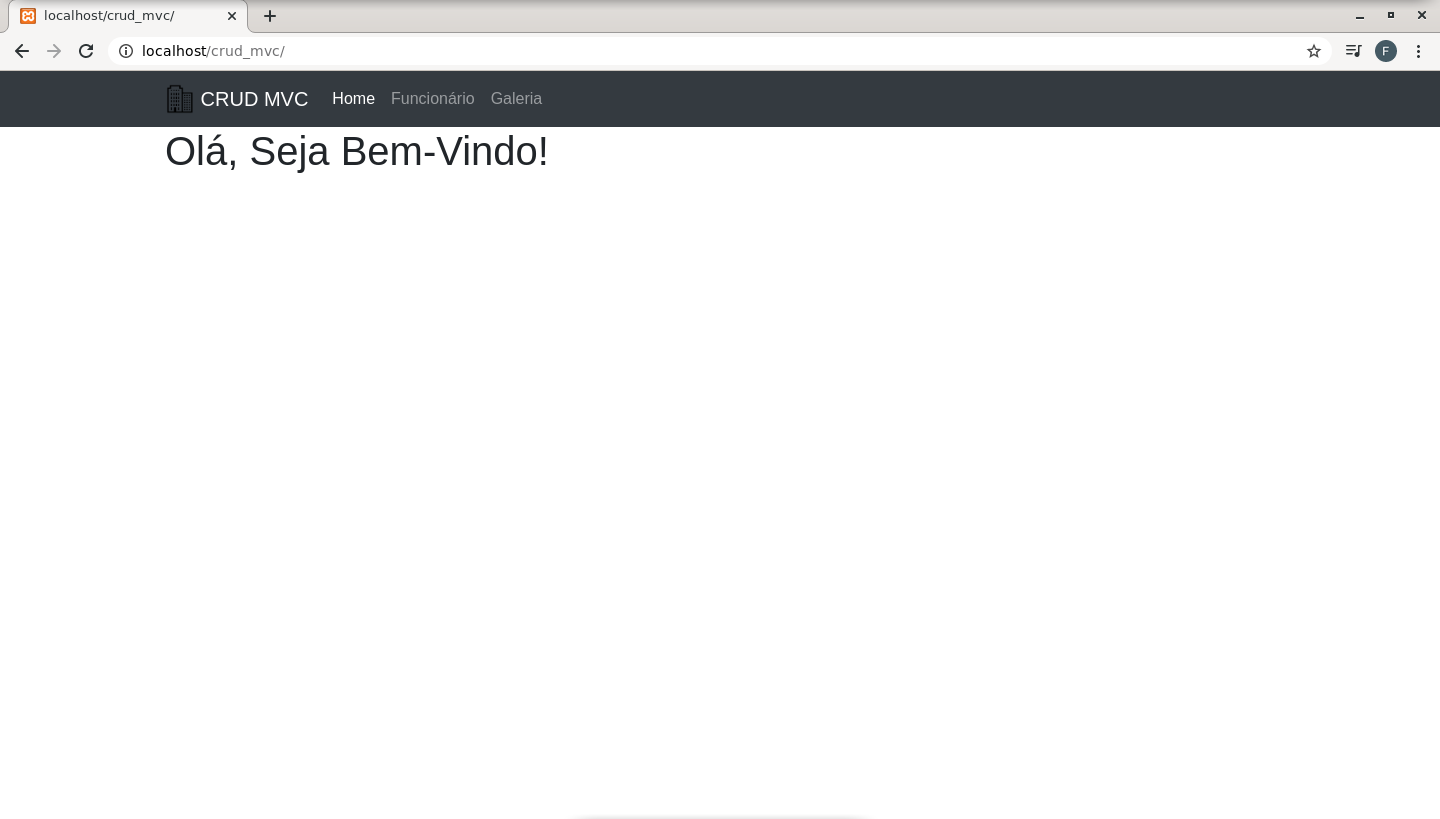 localhost/crud_mvc/
localhost/crud_mvc/
F
CRUD MVC Home Funcionário Galeria
Olá, Seja Bem-Vindo!